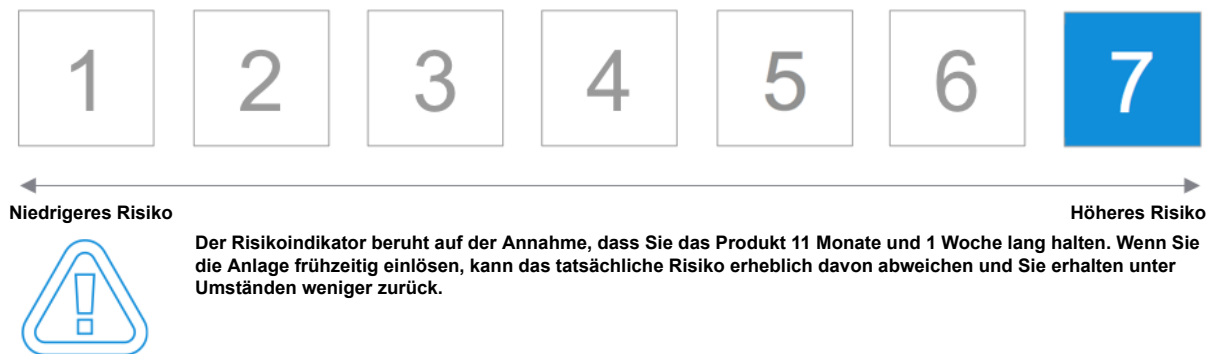 1 2 3 4 5 6 7
Niedrigeres Risiko Höheres Risiko
Der Risikoindikator beruht auf der Annahme, dass Sie das Produkt 11 Monate und 1 Woche lang halten. Wenn Sie
die Anlage frühzeitig einlösen, kann das tatsächliche Risiko erheblich davon abweichen und Sie erhalten unter
Umständen weniger zurück.